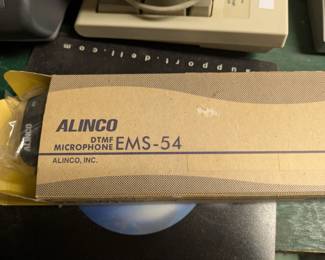 support.dell.com
ALINCO
ALINCO
DTMF
MICROPHONE EMS-54
ALINCO, INC.